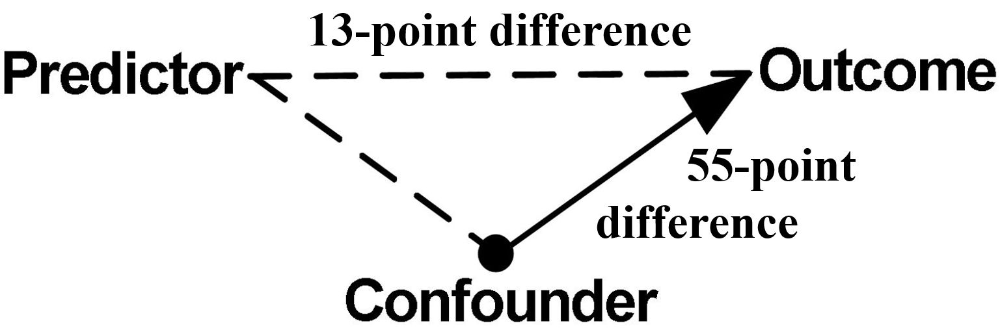 13-point difference
Predictor
Outcome
55-point
difference
Confounder